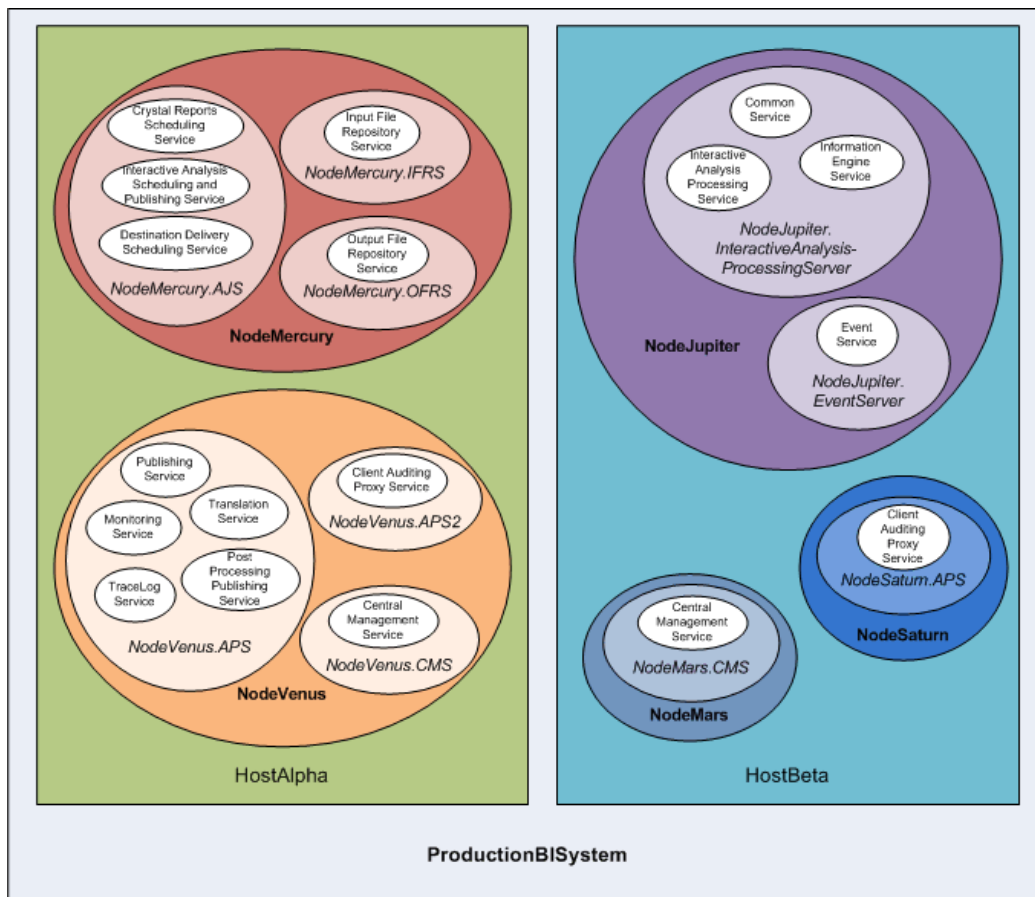 Crystal Reports
Scheduling
Service
Interactive Analysis
Scheduling and
Publishing Service
Destination Delivery
Scheduling Service
NodeMercury.AJS
Input File
Repository
Service
NodeMercury.IFRS
Output File
Repository
Service
NodeMercury.OFRS
NodeMercury
Publishing
Service
Monitoring
Service
Translation
Service
TraceLog
Service
Post
Processing
Publishing
Service
NodeVenus.APS
Client Auditing
Proxy Service
NodeVenus.APS2
Central
Management
Service
NodeVenus.CMS
NodeVenus
HostAlpha
Common
Service
Interactive
Analysis
Processing
Service
Information
Engine
Service
NodeJupiter.
InteractiveAnalysis-
ProcessingServer
Event
Service
NodeJupiter.
EventServer
NodeJupiter
Client
Auditing
Proxy
Service
NodeSaturn.APS
NodeSaturn
Central
Management
Service
NodeMars.CMS
NodeMars
HostBeta
ProductionBISystem